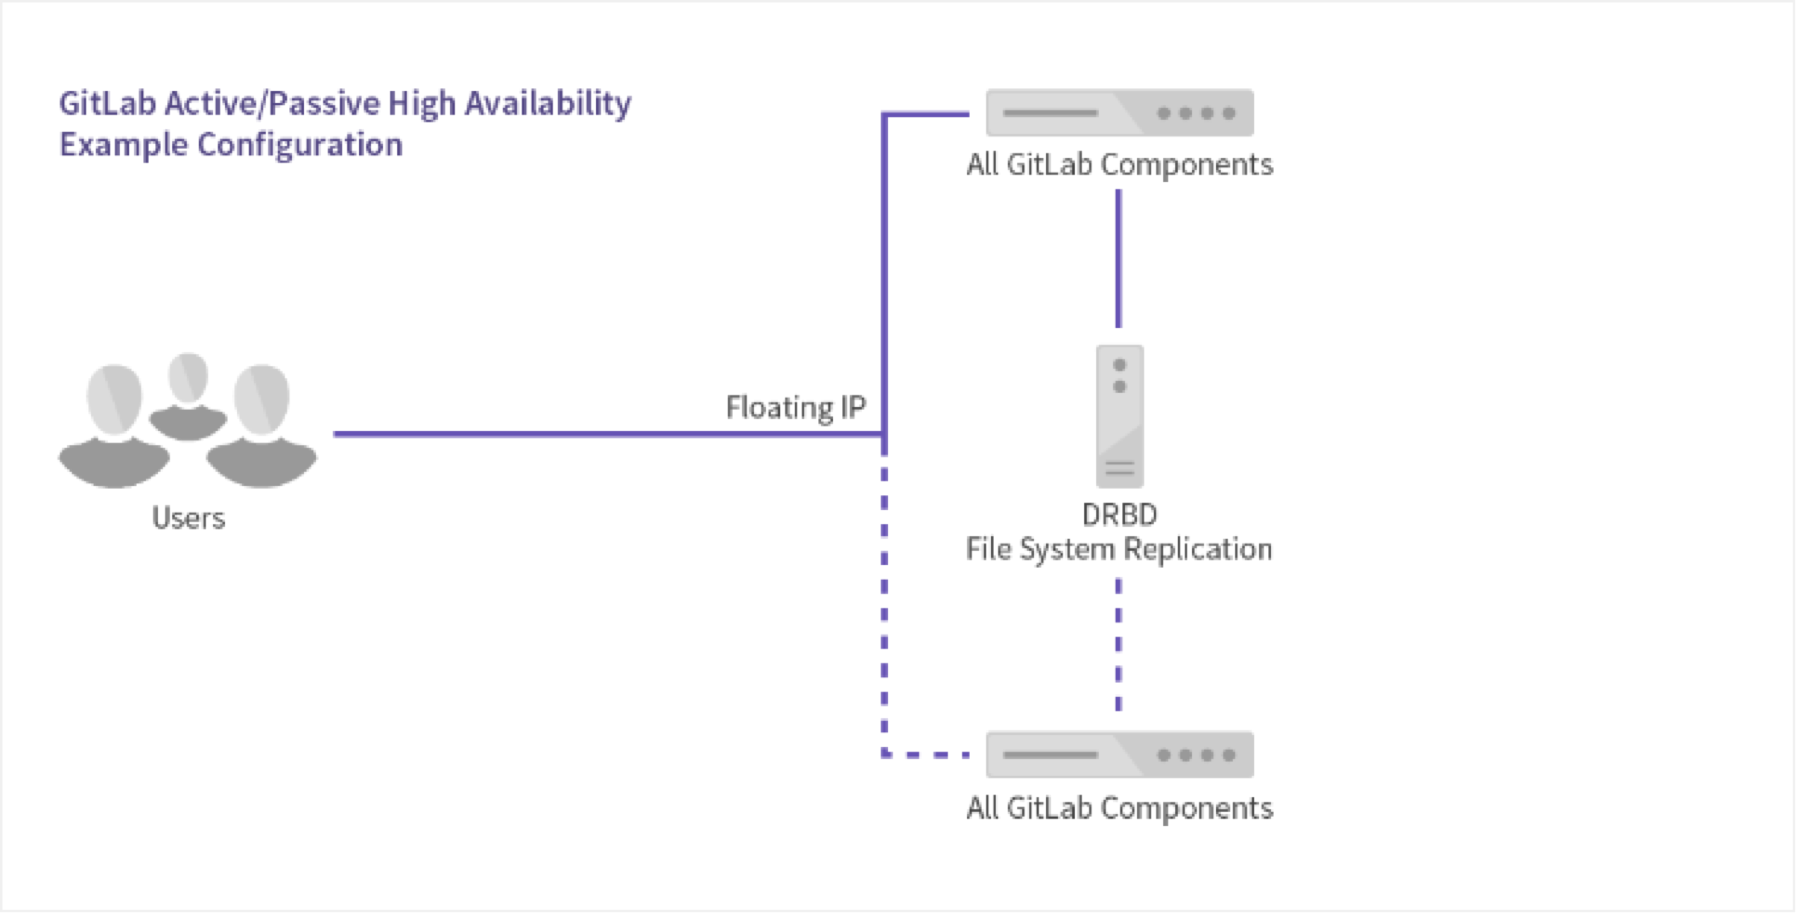 GitLab Active/Passive High Availability
Example Configuration
All GitLab Components
Floating IP
Users
DRBD
File System Replication
All GitLab Components